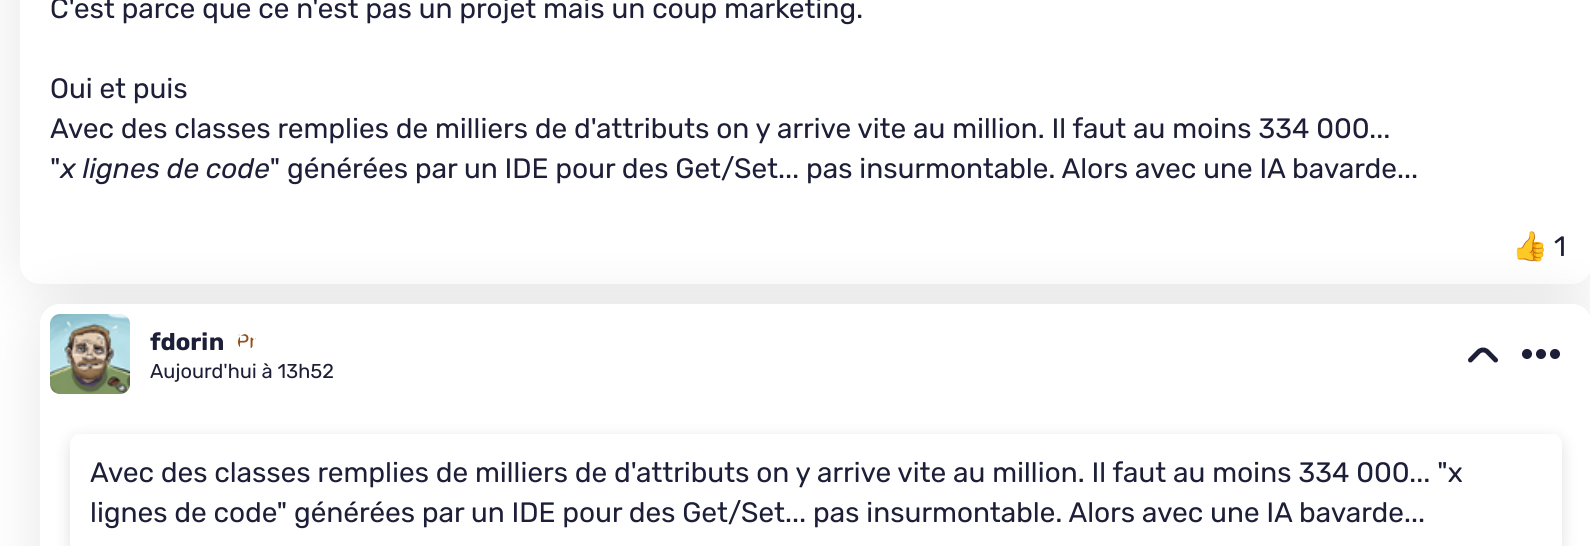 C'est parce que ce n'est pas un projet mais un coup marketing.
Oui et puis
Avec des classes remplies de milliers de d'attributs on y arrive vite au million. Il faut au moins 334 000...
"x lignes de code" générées par un IDE pour des Get/Set... pas insurmontable. Alors avec une IA bavarde...
👍 1
fdorin
Aujourd'hui à 13h52
Avec des classes remplies de milliers de d'attributs on y arrive vite au million. Il faut au moins 334 000... "x
lignes de code" générées par un IDE pour des Get/Set... pas insurmontable. Alors avec une IA bavarde...